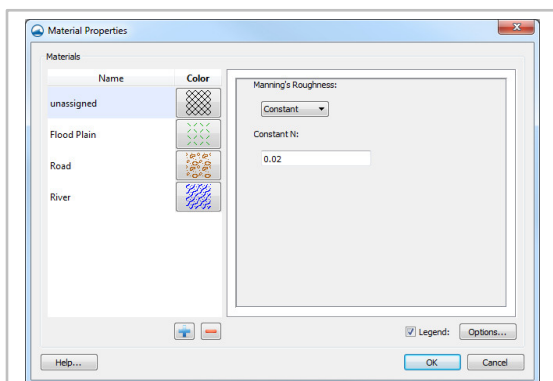 Material Properties
Materials
Name Color
unassigned
Flood Plain
Road
River
Manning's Roughness:
Constant
Constant N:
0.02
Legend: Options...
Help... OK Cancel